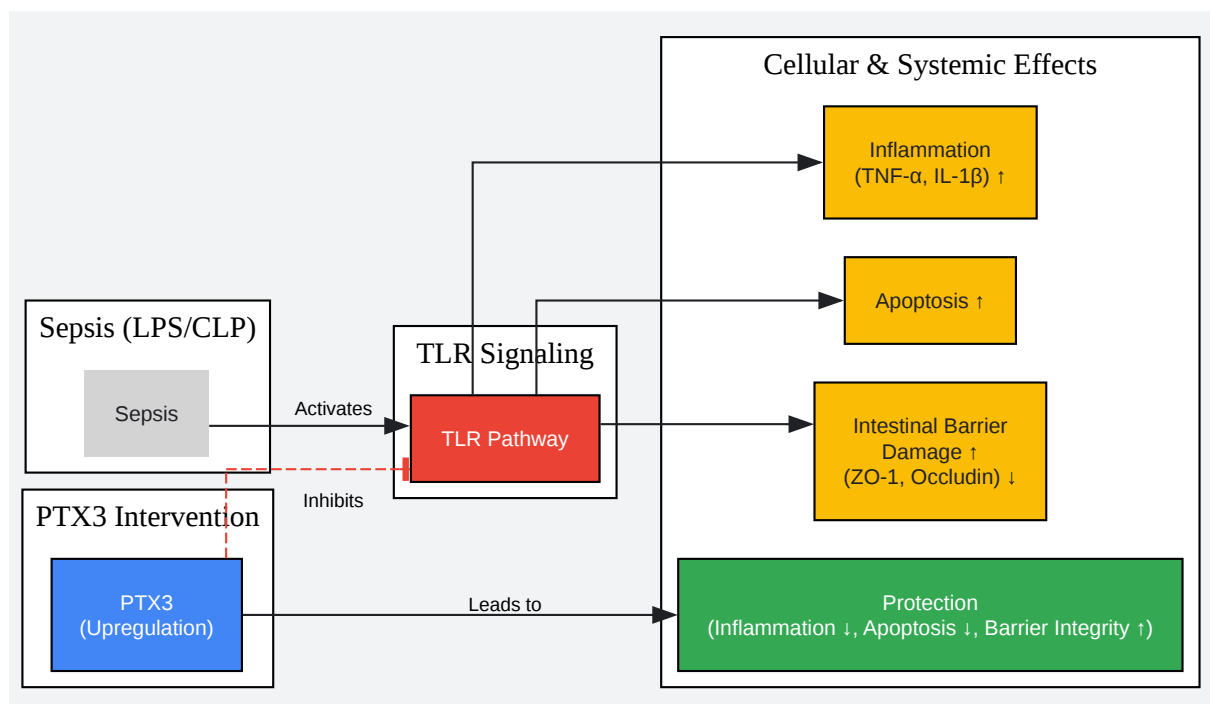 Cellular & Systemic Effects
Inflammation
(TNF-α, IL-1β) ↑
Apoptosis ↑
Sepsis (LPS/CLP)
Sepsis
Activates
TLR Signaling
TLR Pathway
Intestinal Barrier
Damage ↑
(ZO-1, Occludin) ↓
Inhibits
PTX3 Intervention
PTX3
(Upregulation)
Leads to
Protection
(Inflammation ↓, Apoptosis ↓, Barrier Integrity ↑)